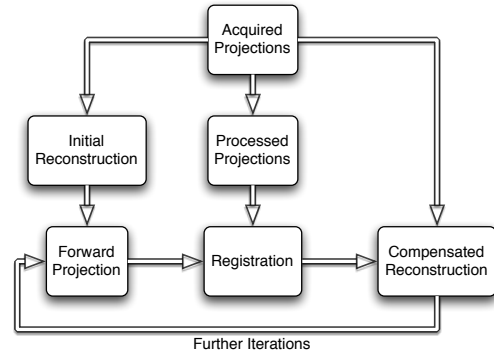 Acquired
Projections
Initial
Reconstruction
Processed
Projections
Forward
Projection
Registration
Compensated
Reconstruction
Further Iterations